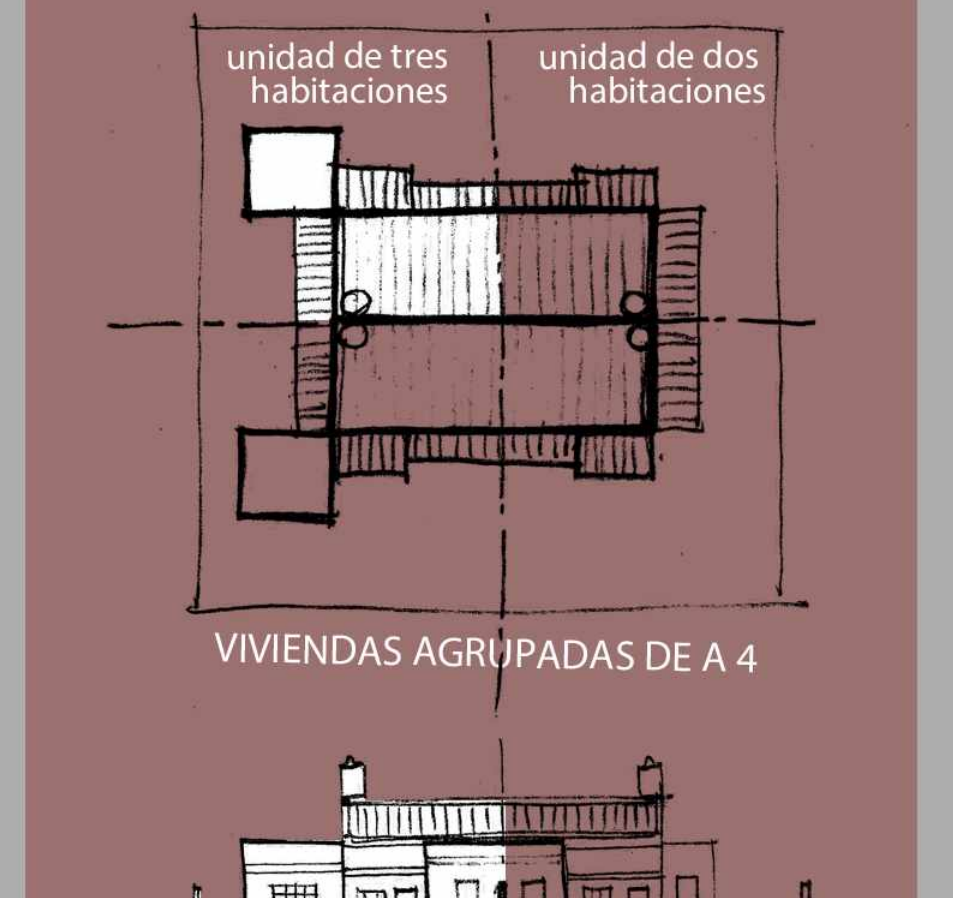 unidad de tres
habitaciones
unidad de dos
habitaciones
VIVIENDAS AGRUPADAS DE A 4